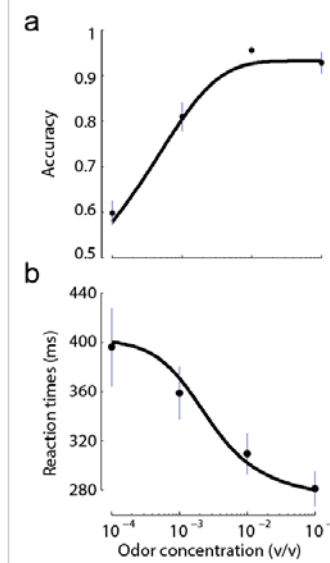 a
1
0.9
0.8
0.7
0.6
0.5
Accuracy
b
440
400
360
320
280
Reaction times (ms)
10⁻⁴ 10⁻³ 10⁻² 10⁻
Odor concentration (v/v)